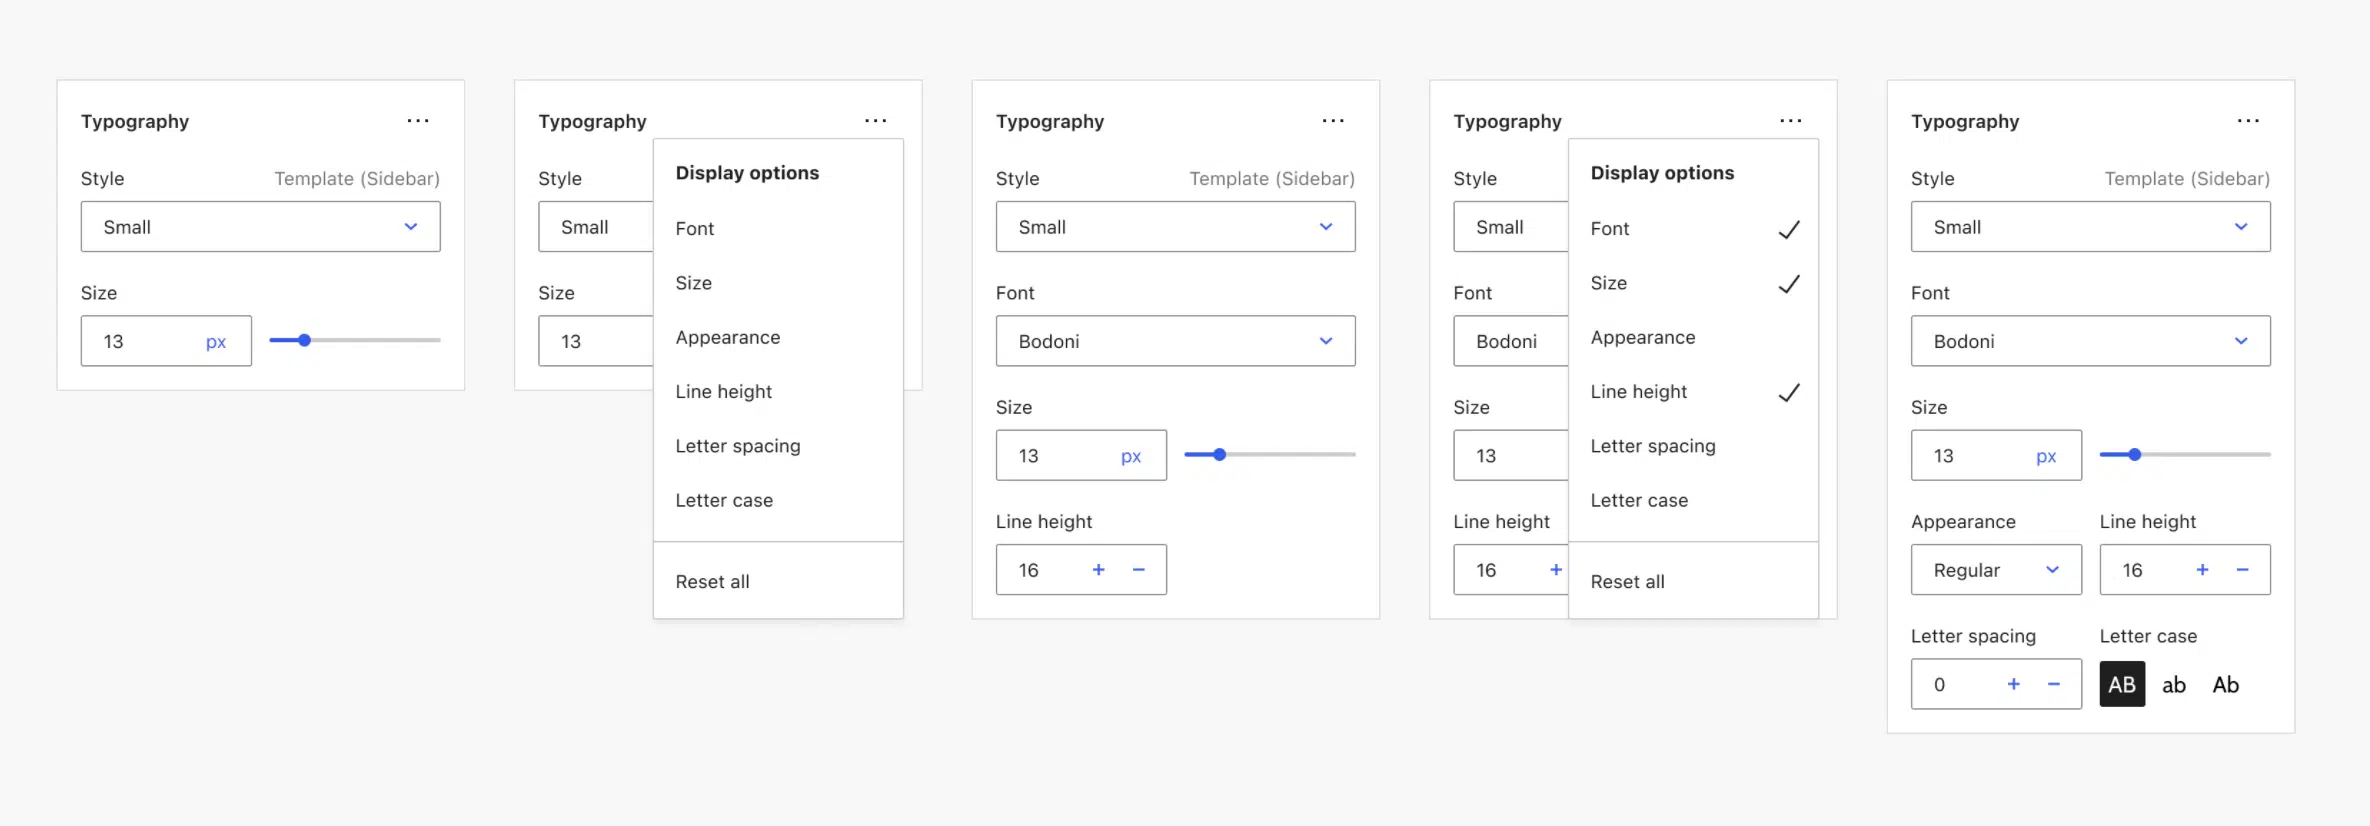 Typography ...
Style Template (Sidebar)
Small
Size
13 px
Typography ...
Style
Small
Size
13
Display options
Font
Size
Appearance
Line height
Letter spacing
Letter case
Reset all
Typography ...
Style Template (Sidebar)
Small
Font
Bodoni
Size
13 px
Line height
16 + −
Typography ...
Style
Small
Font
Bodoni
Size
13
Line height
16 +
Display options
Font ✓
Size ✓
Appearance
Line height ✓
Letter spacing
Letter case
Reset all
Typography ...
Style Template (Sidebar)
Small
Font
Bodoni
Size
13 px
Appearance Line height
Regular 16 + −
Letter spacing Letter case
0 + − AB ab Ab